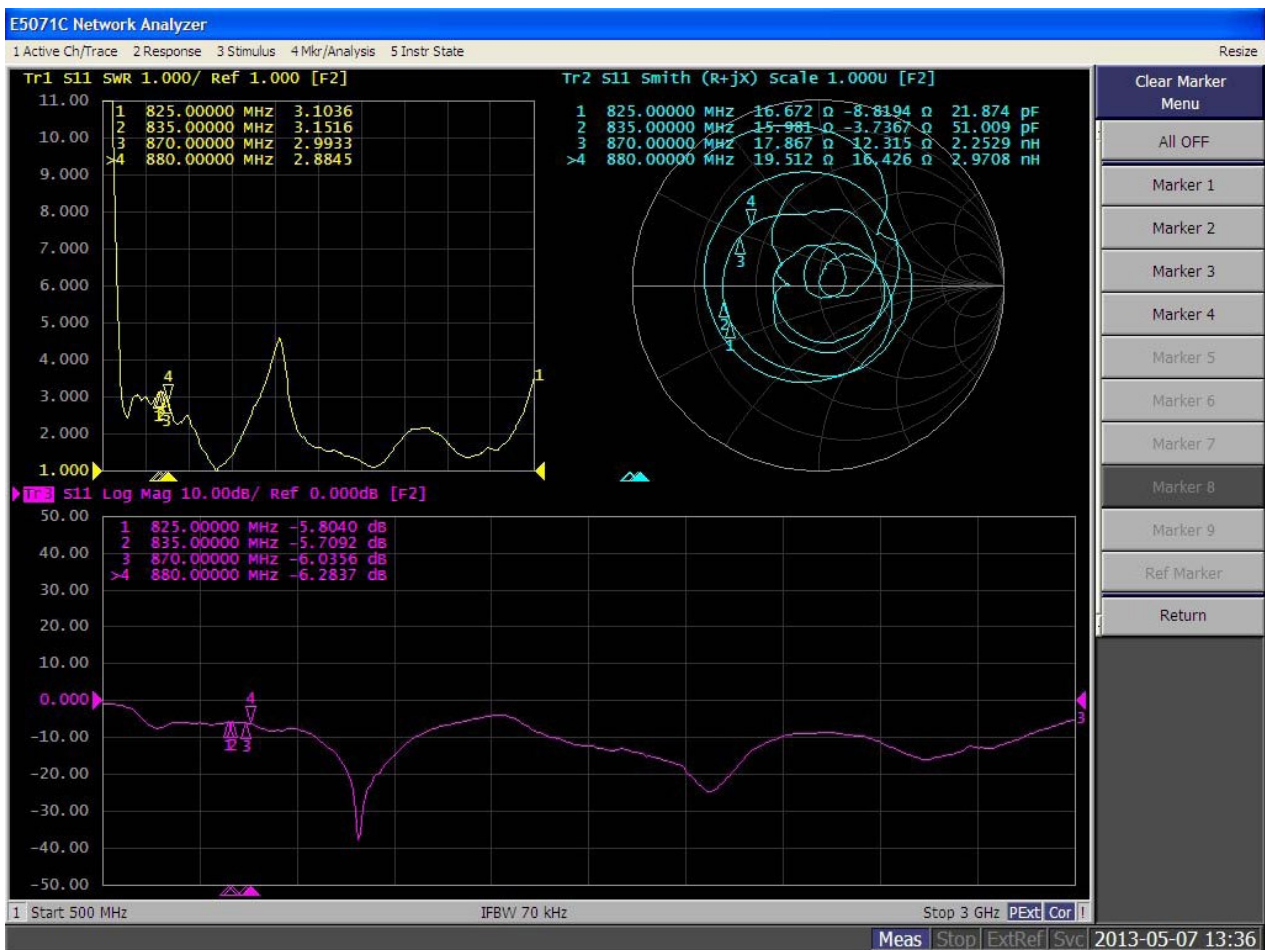 E5071C Network Analyzer
1 Active Ch/Trace 2 Response 3 Stimulus 4 Mkr/Analysis 5 Instr State Resize
Tr1 S11 SWR 1.000/ Ref 1.000 [F2]
11.00
10.00
9.000
8.000
7.000
6.000
5.000
4.000
3.000
2.000
1.000
1 825.00000 MHz 3.1036
2 835.00000 MHz 3.1516
3 870.00000 MHz 2.9933
>4 880.00000 MHz 2.8845
4
3
1
Tr2 S11 Smith (R+jX) Scale 1.000U [F2]
1 825.00000 MHz 16.672 Ω -8.8194 Ω 21.874 pF
2 835.00000 MHz 15.981 Ω -3.7367 Ω 51.009 pF
3 870.00000 MHz 17.867 Ω 12.315 Ω 2.2529 nH
>4 880.00000 MHz 19.512 Ω 16.426 Ω 2.9708 nH
4
3
2
1
Tr3 S11 Log Mag 10.00dB/ Ref 0.000dB [F2]
50.00
40.00
30.00
20.00
10.00
0.000
-10.00
-20.00
-30.00
-40.00
-50.00
1 825.00000 MHz -5.8040 dB
2 835.00000 MHz -5.7092 dB
3 870.00000 MHz -6.0356 dB
>4 880.00000 MHz -6.2837 dB
4
1 2 3
3
Clear Marker
Menu
All OFF
Marker 1
Marker 2
Marker 3
Marker 4
Marker 5
Marker 6
Marker 7
Marker 8
Marker 9
Ref Marker
Return
1 Start 500 MHz IFBW 70 kHz Stop 3 GHz PExt Cor !
Meas Stop ExtRef Svc 2013-05-07 13:36